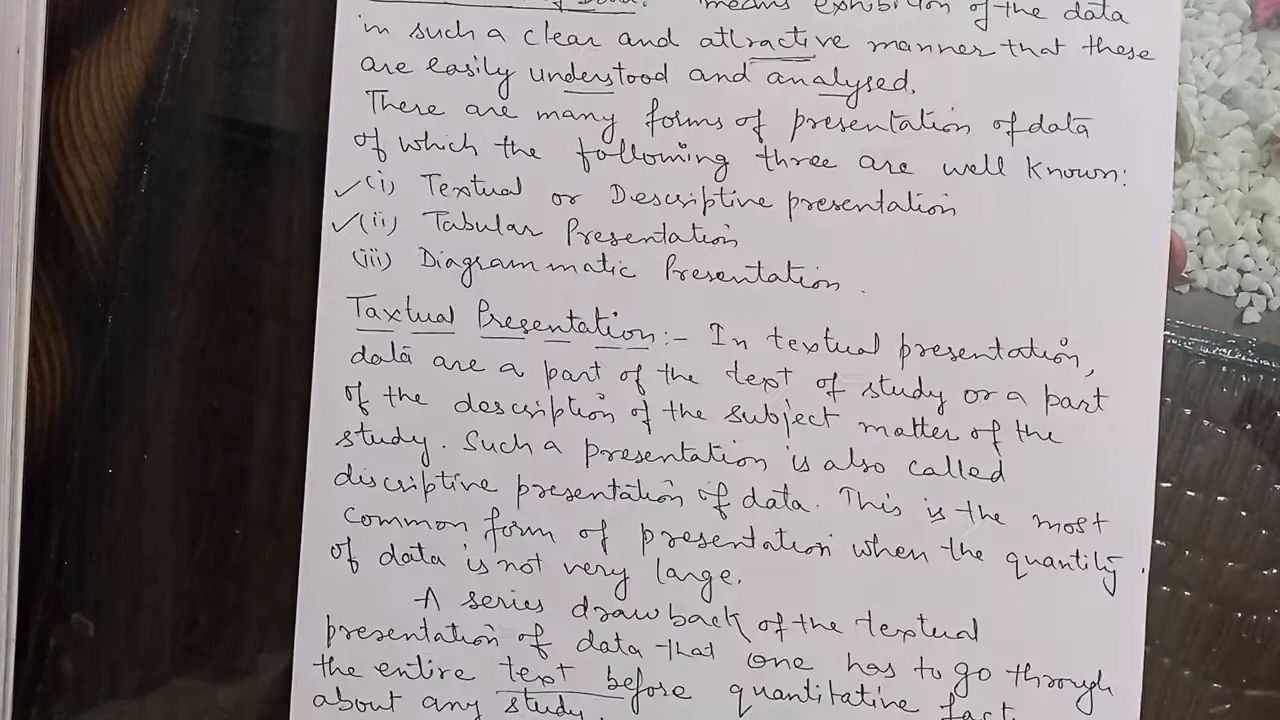 means exhibition of the data
in such a clear and attractive manner that these
are easily understood and analysed.
There are many forms of presentation of data
of which the following three are well known:
(i) Textual or Descriptive presentation
(ii) Tabular Presentation
(iii) Diagrammatic Presentation.
Taxtual Presentation:- In textual presentation,
data are a part of the text of study or a part
of the description of the subject matter of the
study. Such a presentation is also called
discriptive presentation of data. This is the most
common form of presentation when the quantity
of data is not very large.
A series drawback of the textual
presentation of data that one has to go through
the entire text before quantitative fact
about any study.